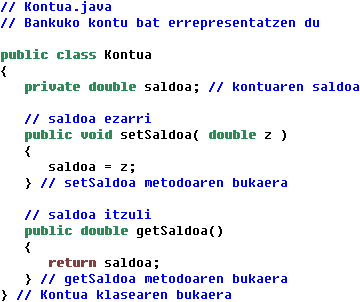 // Kontua.java
// Bankuko kontu bat errepresentatzen du
public class Kontua
{
private double saldoa; // kontuaren saldoa
// saldoa ezarri
public void setSaldoa( double z )
{
saldoa = z;
} // setSaldoa metodoaren bukaera
// saldoa itzuli
public double getSaldoa()
{
return saldoa;
} // getSaldoa metodoaren bukaera
} // Kontua klasearen bukaera